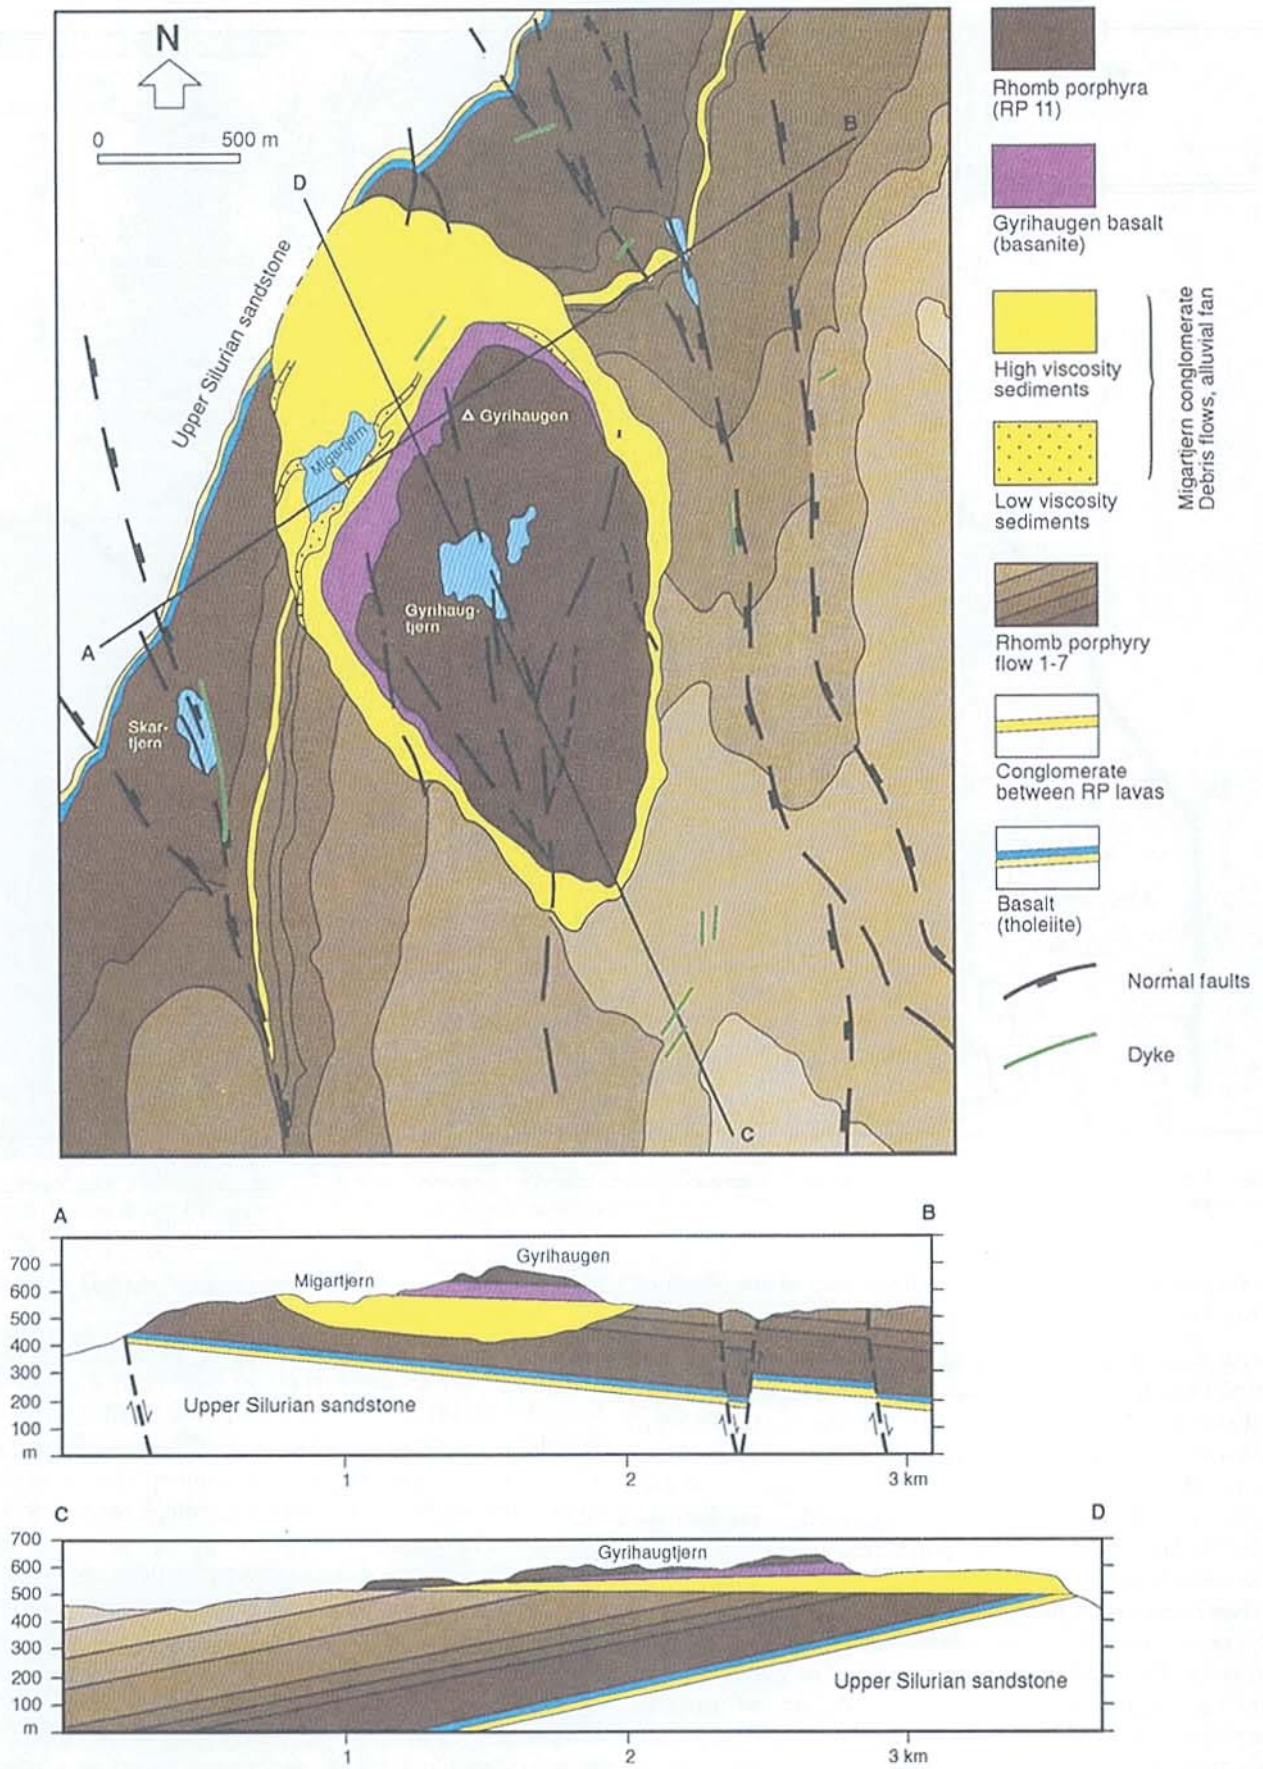 N
0 500 m
D
B
Upper Silurian sandstone
Gyrihaugen
Migartjern
Gyrihaug-
tjern
A
Skar-
tjern
C
Rhomb porphyra
(RP 11)
Gyrihaugen basalt
(basanite)
High viscosity
sediments
Low viscosity
sediments
Migartjern conglomerate
Debris flows, alluvial fan
Rhomb porphyry
flow 1-7
Conglomerate
between RP lavas
Basalt
(tholeiite)
Normal faults
Dyke
A B
Gyrihaugen
Migartjern
700
600
500
400
300
200
100
m
Upper Silurian sandstone
1 2 3 km
C D
Gyrihaugtjern
700
600
500
400
300
200
100
m
Upper Silurian sandstone
1 2 3 km